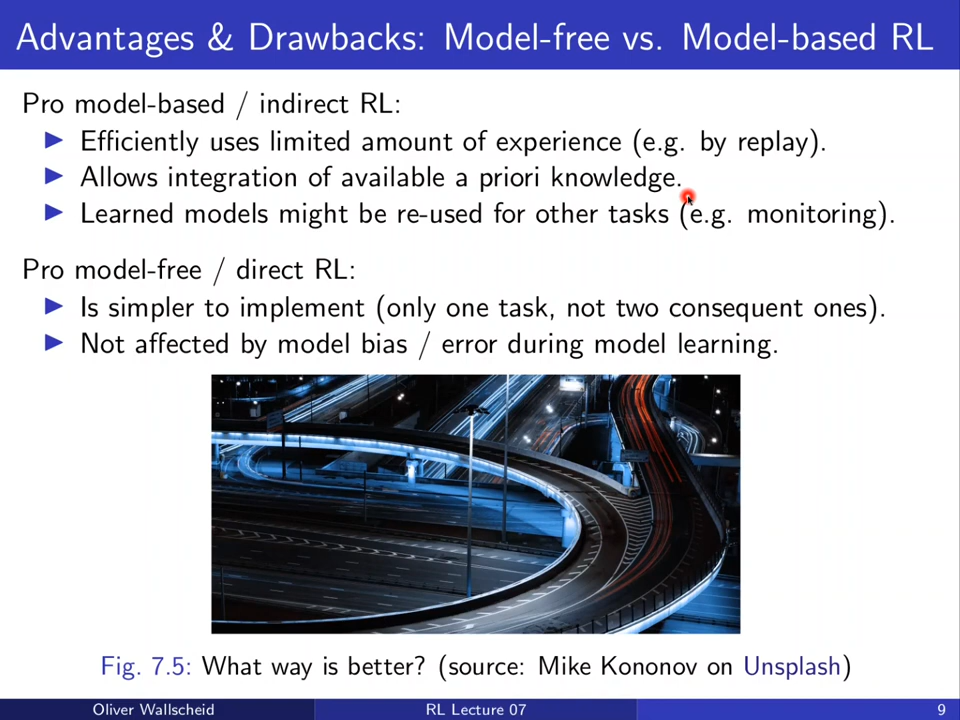 Advantages & Drawbacks: Model-free vs. Model-based RL
Pro model-based / indirect RL:
Efficiently uses limited amount of experience (e.g. by replay).
Allows integration of available a priori knowledge.
Learned models might be re-used for other tasks (e.g. monitoring).
Pro model-free / direct RL:
Is simpler to implement (only one task, not two consequent ones).
Not affected by model bias / error during model learning.
Fig. 7.5: What way is better? (source: Mike Kononov on Unsplash)
Oliver Wallscheid RL Lecture 07 9